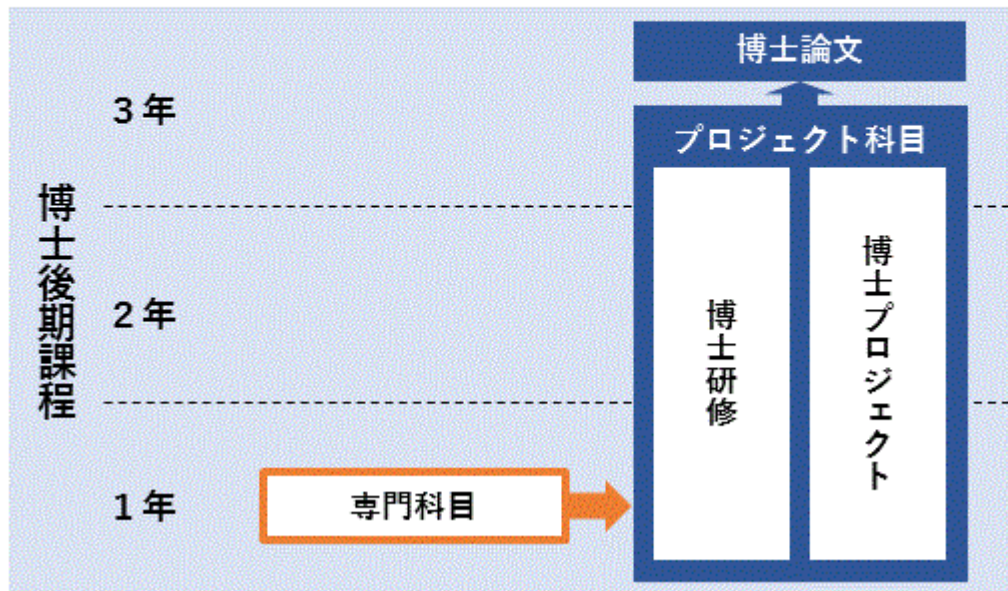 博士後期課程
3年
2年
1年
専門科目
博士論文
プロジェクト科目
博士研修
博士プロジェクト